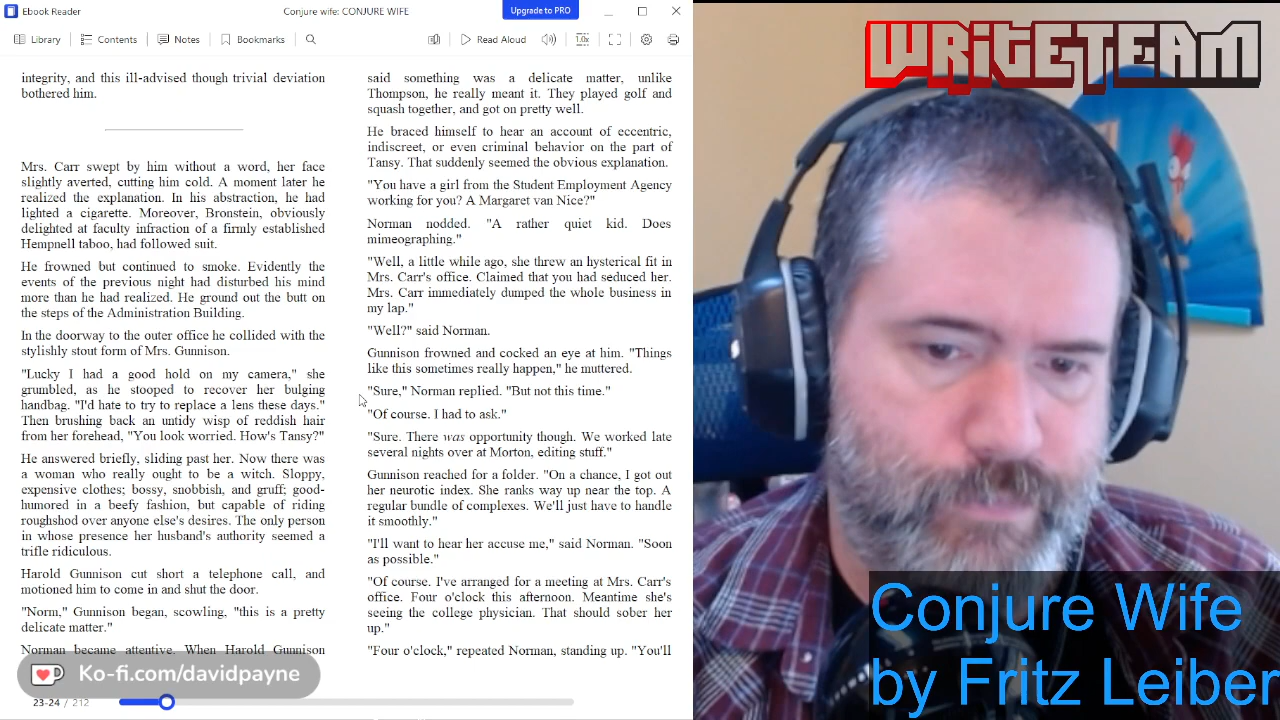 Ebook Reader
Conjure wife: CONJURE WIFE
Upgrade to PRO
Library
Contents
Notes
Bookmarks
Read Aloud
1.0x
integrity, and this ill-advised though trivial deviation
bothered him.
Mrs. Carr swept by him without a word, her face
slightly averted, cutting him cold. A moment later he
realized the explanation. In his abstraction, he had
lighted a cigarette. Moreover, Bronstein, obviously
delighted at faculty infraction of a firmly established
Hempnell taboo, had followed suit.
He frowned but continued to smoke. Evidently the
events of the previous night had disturbed his mind
more than he had realized. He ground out the butt on
the steps of the Administration Building.
In the doorway to the outer office he collided with the
stylishly stout form of Mrs. Gunnison.
"Lucky I had a good hold on my camera," she
grumbled, as he stooped to recover her bulging
handbag. "I'd hate to try to replace a lens these days."
Then brushing back an untidy wisp of reddish hair
from her forehead, "You look worried. How's Tansy?"
He answered briefly, sliding past her. Now there was
a woman who really ought to be a witch. Sloppy,
expensive clothes; bossy, snobbish, and gruff; good-
humored in a beefy fashion, but capable of riding
roughshod over anyone else's desires. The only person
in whose presence her husband's authority seemed a
trifle ridiculous.
Harold Gunnison cut short a telephone call, and
motioned him to come in and shut the door.
"Norm," Gunnison began, scowling, "this is a pretty
delicate matter."
Norman became attentive. When Harold Gunnison
said something was a delicate matter, unlike
Thompson, he really meant it. They played golf and
squash together, and got on pretty well.
He braced himself to hear an account of eccentric,
indiscreet, or even criminal behavior on the part of
Tansy. That suddenly seemed the obvious explanation.
"You have a girl from the Student Employment Agency
working for you? A Margaret van Nice?"
Norman nodded. "A rather quiet kid. Does
mimeographing."
"Well, a little while ago, she threw an hysterical fit in
Mrs. Carr's office. Claimed that you had seduced her.
Mrs. Carr immediately dumped the whole business in
my lap."
"Well?" said Norman.
Gunnison frowned and cocked an eye at him. "Things
like this sometimes really happen," he muttered.
"Sure," Norman replied. "But not this time."
"Of course. I had to ask."
"Sure. There was opportunity though. We worked late
several nights over at Morton, editing stuff."
Gunnison reached for a folder. "On a chance, I got out
her neurotic index. She ranks way up near the top. A
regular bundle of complexes. We'll just have to handle
it smoothly."
"I'll want to hear her accuse me," said Norman. "Soon
as possible."
"Of course. I've arranged for a meeting at Mrs. Carr's
office. Four o'clock this afternoon. Meantime she's
seeing the college physician. That should sober her
up."
"Four o'clock," repeated Norman, standing up. "You'll
Ko-fi.com/davidpayne
23-24 / 212
WRITETEAM
Conjure Wife
by Fritz Leiber